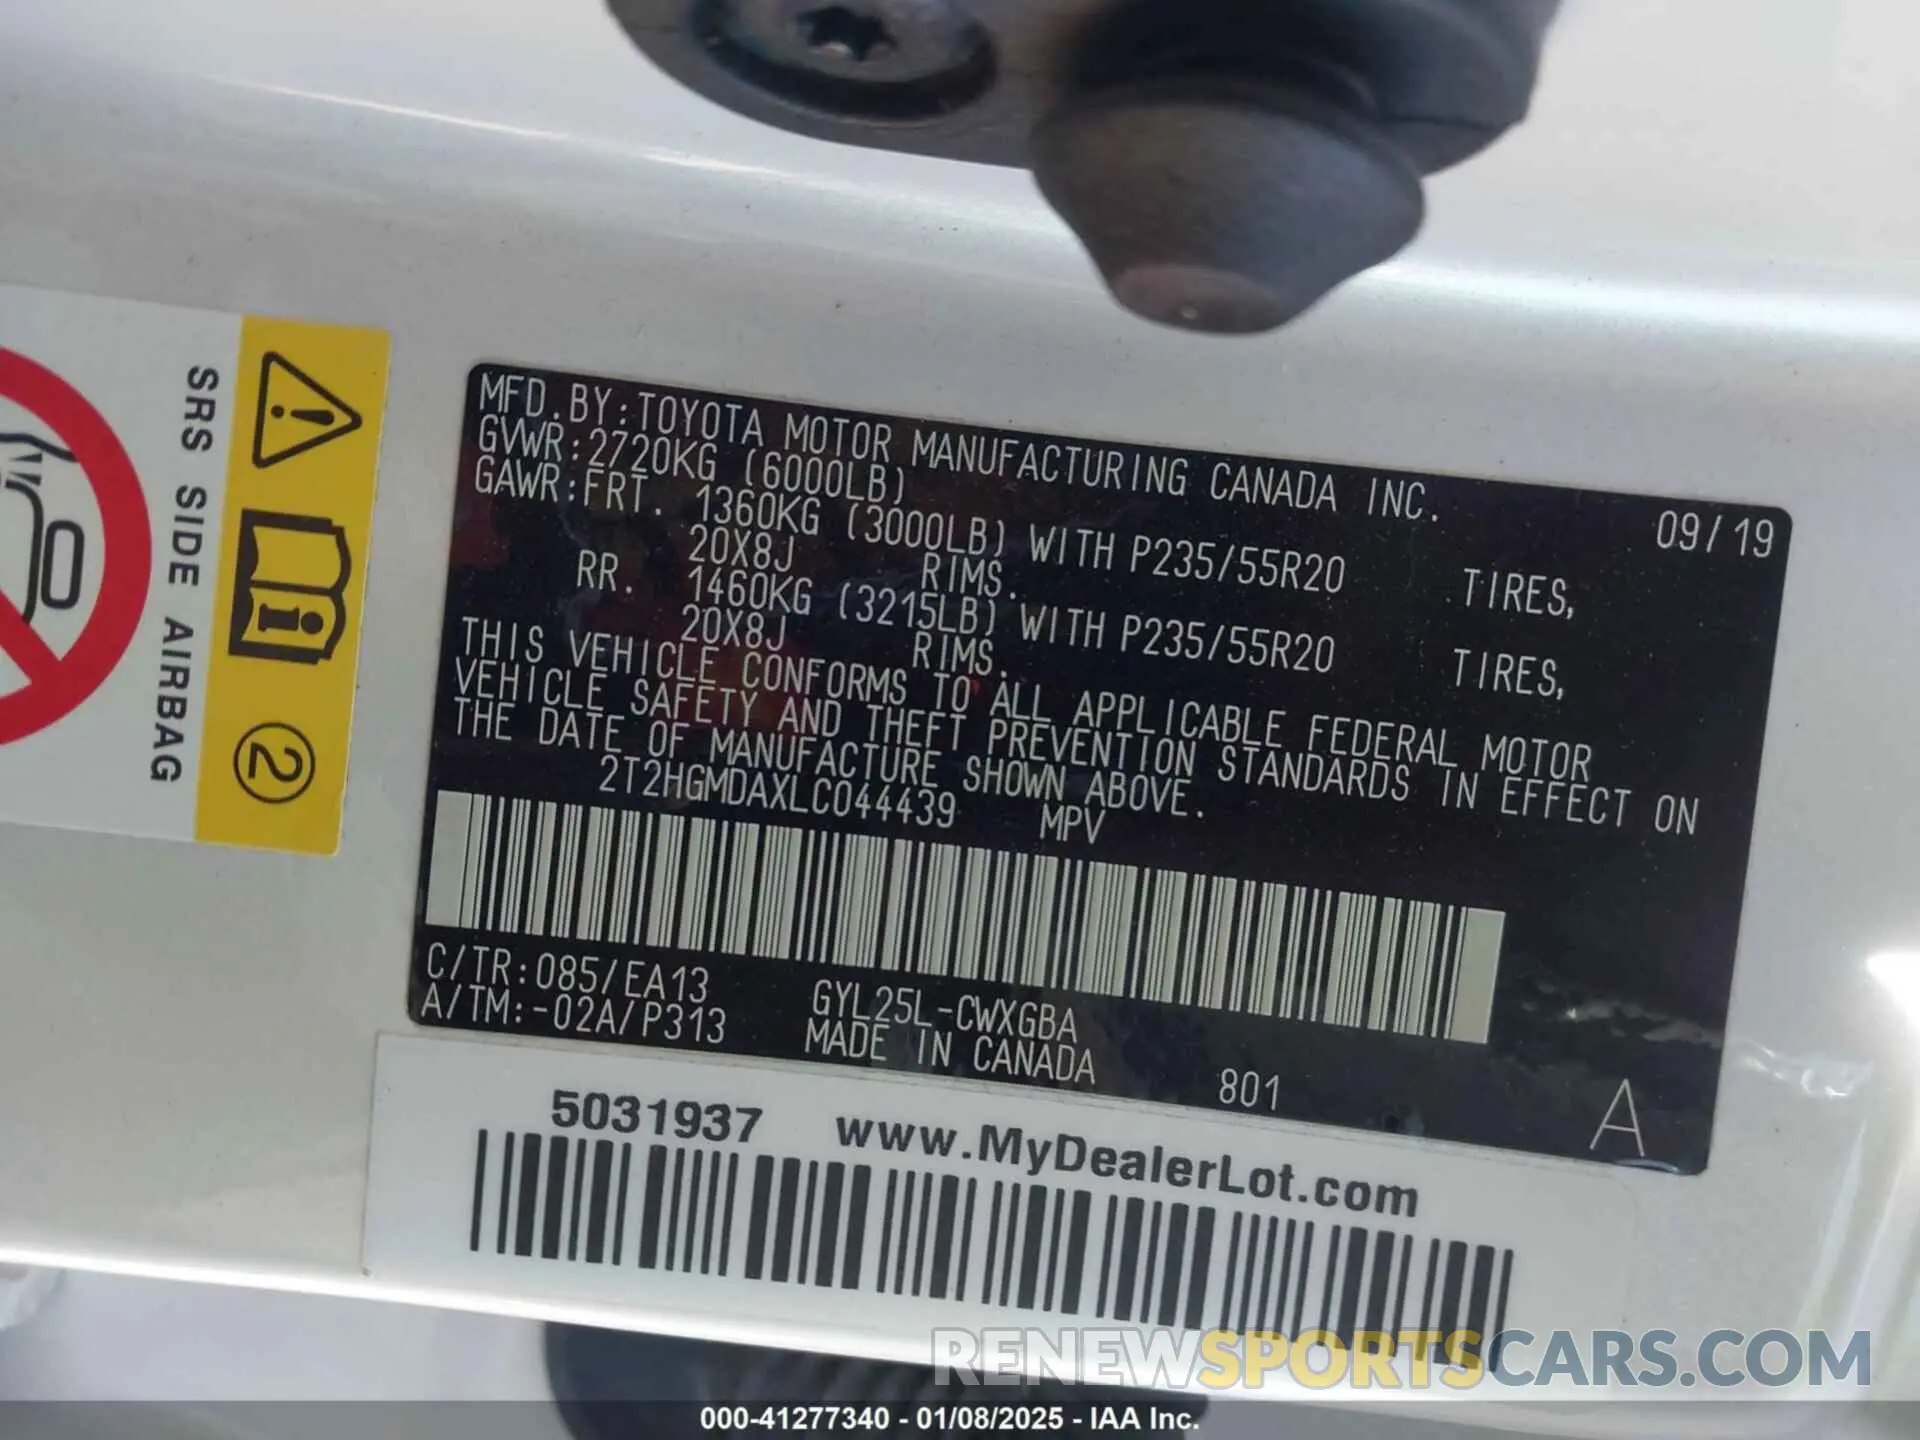 MFD.BY:TOYOTA MOTOR MANUFACTURING CANADA INC.
GVWR:2720KG (6000LB) 09/19
GAWR:FRT. 1360KG (3000LB) WITH P235/55R20 TIRES,
20X8J RIMS.
RR. 1460KG (3215LB) WITH P235/55R20 TIRES,
20X8J RIMS.
THIS VEHICLE CONFORMS TO ALL APPLICABLE FEDERAL MOTOR
VEHICLE SAFETY AND THEFT PREVENTION STANDARDS IN EFFECT ON
THE DATE OF MANUFACTURE SHOWN ABOVE.
2T2HGMDAXLC044439 MPV
C/TR:085/EA13 GYL25L-CWXGBA
A/TM:-02A/P313 MADE IN CANADA 801 A
SRS SIDE AIRBAG
2
5031937 www.MyDealerLot.com
RENEWSPORTSCARS.COM
000-41277340 - 01/08/2025 - IAA Inc.